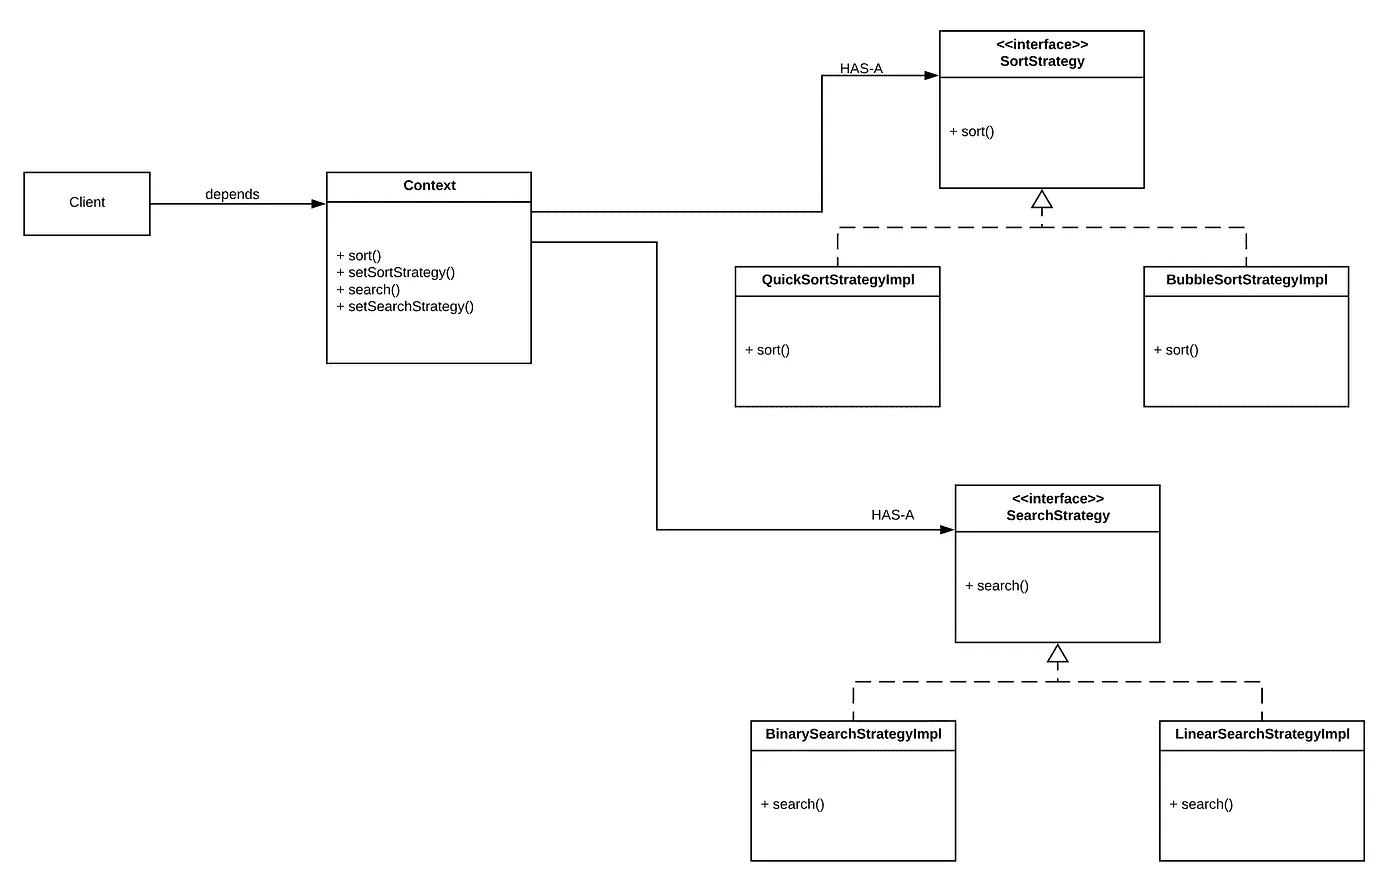 <<interface>>
SortStrategy
+ sort()
HAS-A
Client
depends
Context
+ sort()
+ setSortStrategy()
+ search()
+ setSearchStrategy()
QuickSortStrategyImpl
+ sort()
BubbleSortStrategyImpl
+ sort()
HAS-A
<<interface>>
SearchStrategy
+ search()
BinarySearchStrategyImpl
+ search()
LinearSearchStrategyImpl
+ search()